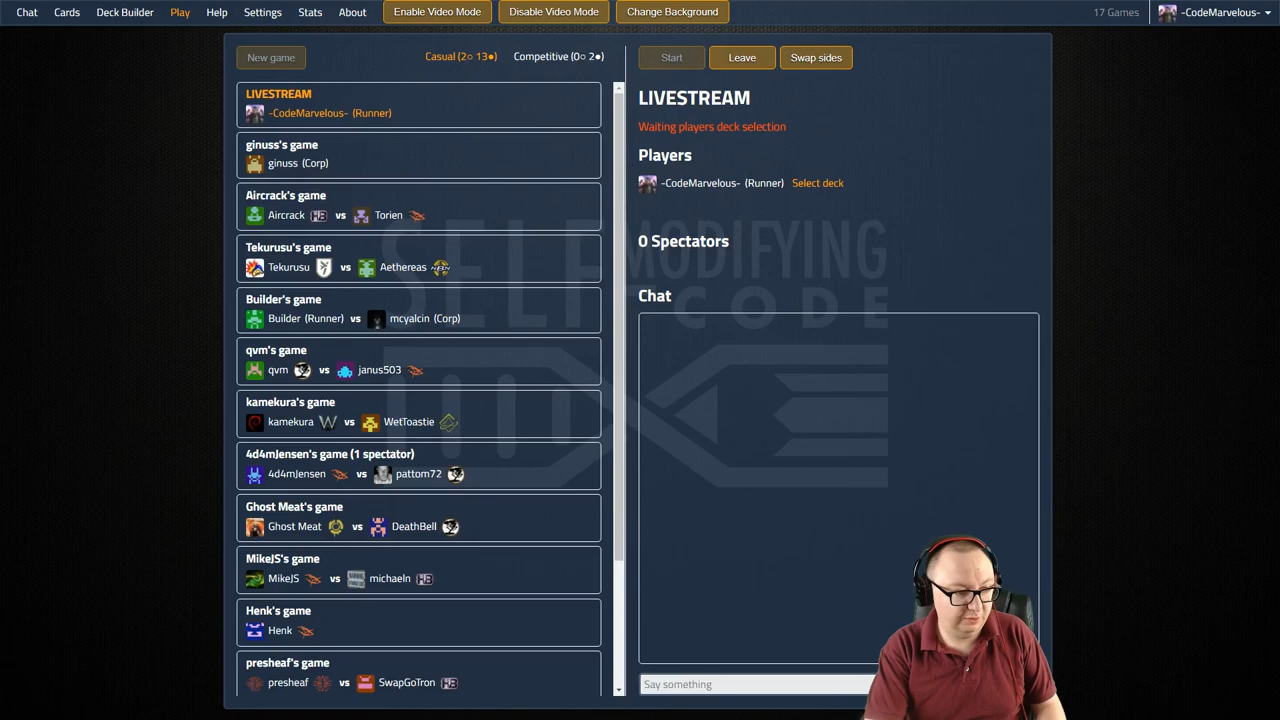 Chat Cards Deck Builder Play Help Settings Stats About Enable Video Mode Disable Video Mode Change Background 17 Games -CodeMarvelous-
New game Casual (2○ 13●) Competitive (0○ 2●)
LIVESTREAM
-CodeMarvelous- (Runner)
ginuss's game
ginuss (Corp)
Aircrack's game
Aircrack vs Torien
Tekurusu's game
Tekurusu vs Aethereas
Builder's game
Builder (Runner) vs mcyalcin (Corp)
qvm's game
qvm vs janus503
kamekura's game
kamekura vs WetToastie
4d4mJensen's game (1 spectator)
4d4mJensen vs pattom72
Ghost Meat's game
Ghost Meat vs DeathBell
MikeJS's game
MikeJS vs michaeln
Henk's game
Henk
presheaf's game
presheaf vs SwapGoTron
Start Leave Swap sides
LIVESTREAM
Waiting players deck selection
Players
-CodeMarvelous- (Runner) Select deck
0 Spectators
Chat
Say something
SELF MODIFYING
CODE